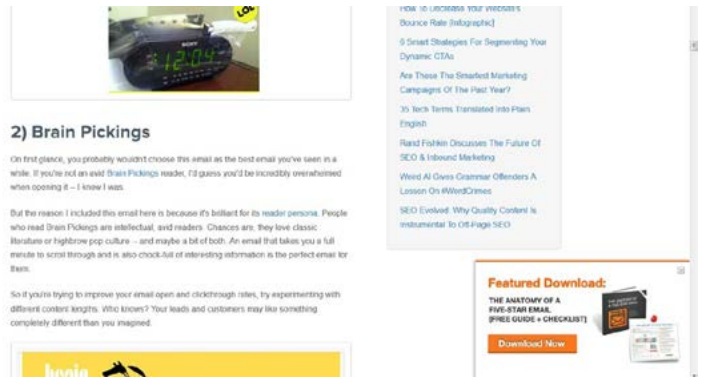 LOL
SONY
12:04
2) Brain Pickings
On first glance, you probably wouldn't choose this email as the best email you've seen in a
while. If you're not an avid Brain Pickings reader, I'd guess you'd be incredibly overwhelmed
when opening it -- I know I was.
But the reason I included this email here is because it's brilliant for its reader persona. People
who read Brain Pickings are intellectual, avid readers. Chances are, they love classic
literature or highbrow pop culture -- and maybe a bit of both. An email that takes you a full
minute to scroll through and is also chock-full of interesting information is the perfect email for
them.
So if you're trying to improve your email open and clickthrough rates, try experimenting with
different content lengths. Who knows? Your leads and customers may like something
completely different than you imagined.
brain
How To Decrease Your Website's
Bounce Rate [Infographic]
6 Smart Strategies For Segmenting Your
Dynamic CTAs
Are These The Smartest Marketing
Campaigns Of The Past Year?
35 Tech Terms Translated Into Plain
English
Rand Fishkin Discusses The Future Of
SEO & Inbound Marketing
Weird Al Gives Grammar Offenders A
Lesson On #WordCrimes
SEO Evolved: Why Quality Content Is
Instrumental To Off-Page SEO
Featured Download:
THE ANATOMY OF A
FIVE-STAR EMAIL
[FREE GUIDE + CHECKLIST]
Download Now